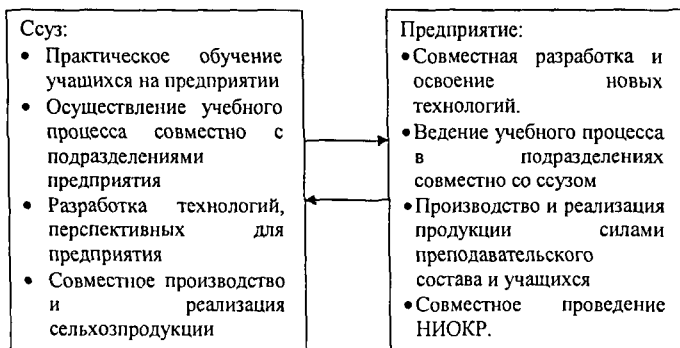 Ссуз:
• Практическое обучение
учащихся на предприятии
• Осуществление учебного
процесса совместно с
подразделениями
предприятия
• Разработка технологий,
перспективных для
предприятия
• Совместное производство
и реализация
сельхозпродукции
Предприятие:
• Совместная разработка и
освоение новых
технологий.
• Ведение учебного процесса
в подразделениях
совместно со ссузом
• Производство и реализация
продукции силами
преподавательского
состава и учащихся
• Совместное проведение
НИОКР.